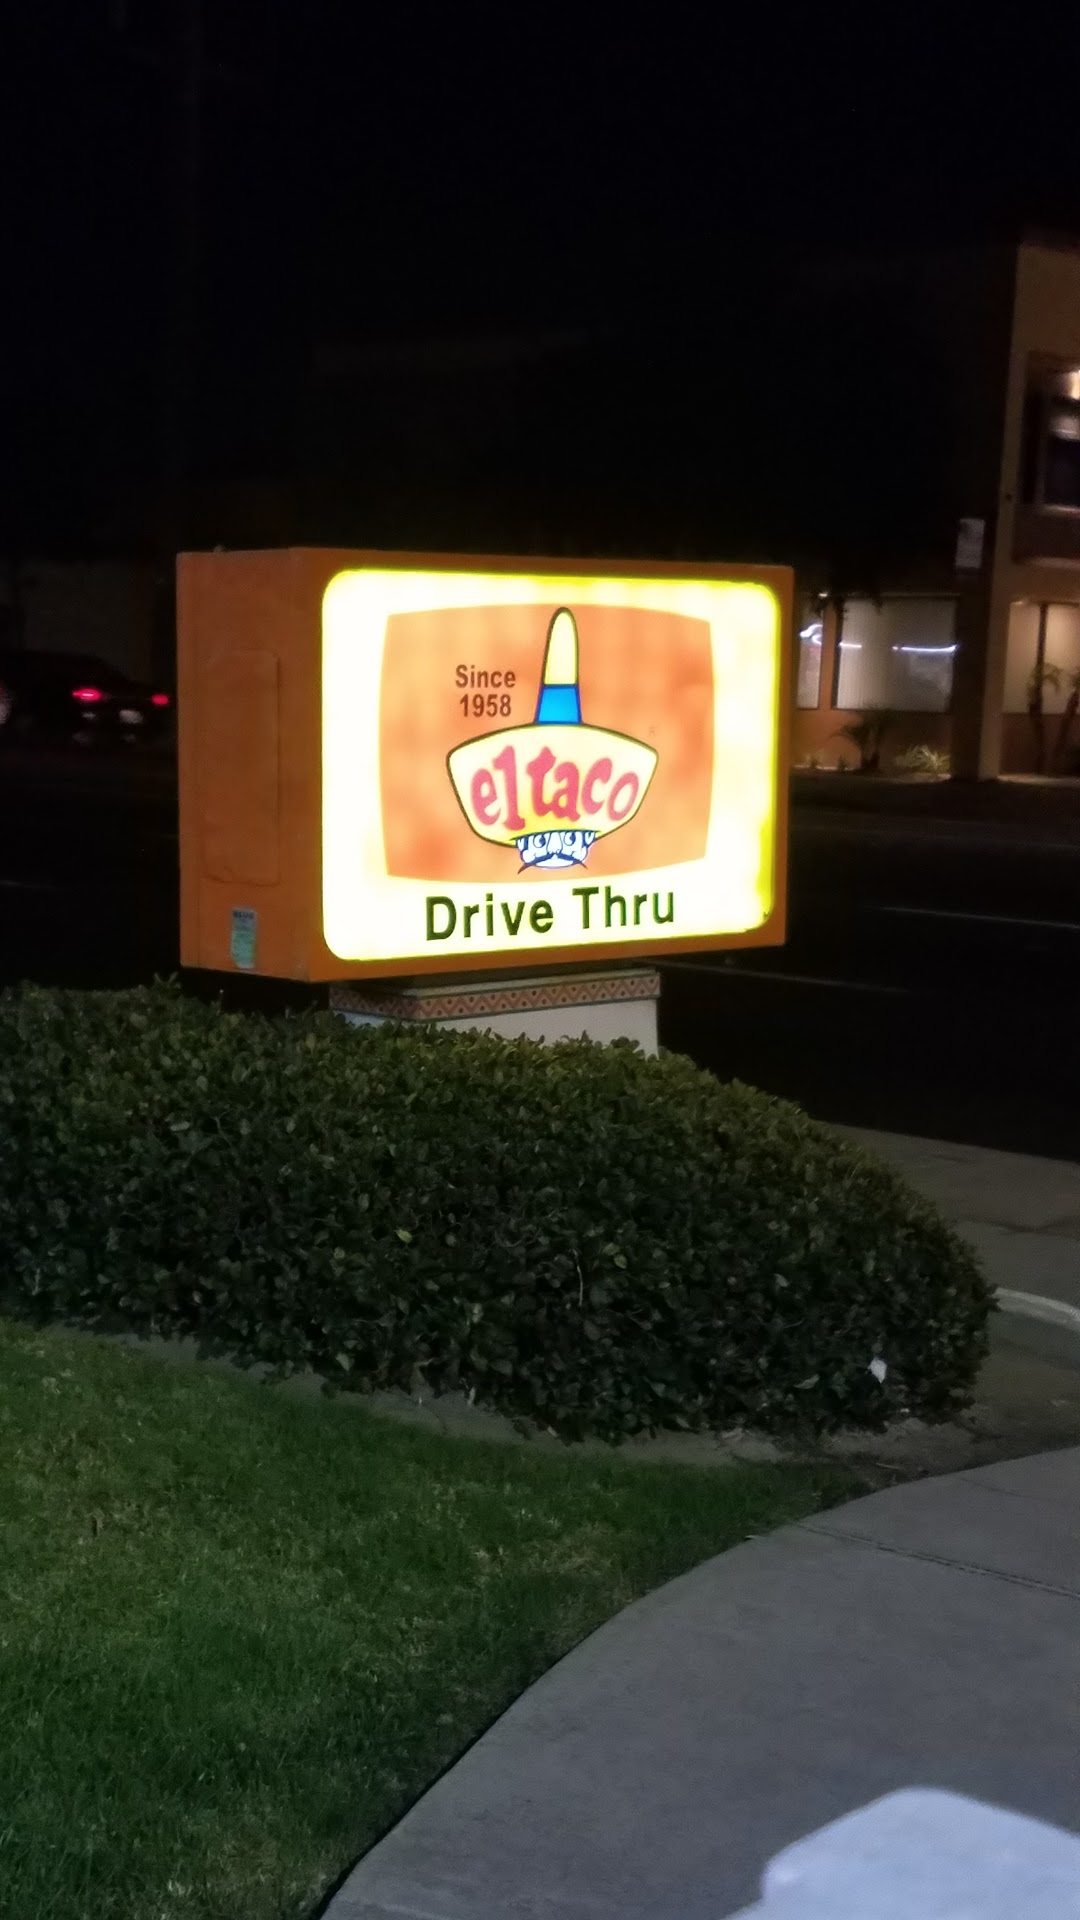 Since
1958
el taco
®
Drive Thru